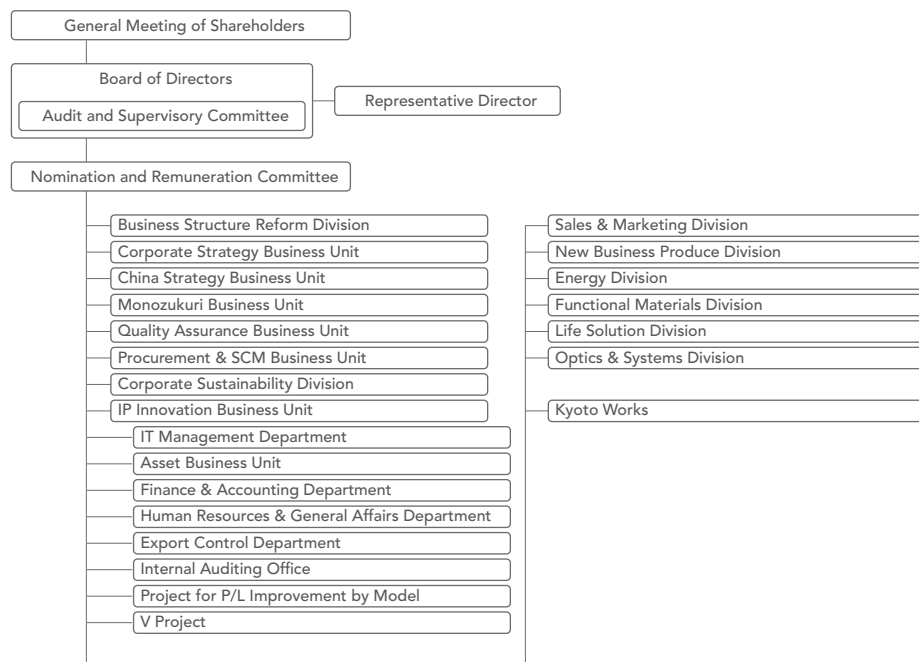 General Meeting of Shareholders
Board of Directors
Audit and Supervisory Committee
Representative Director
Nomination and Remuneration Committee
Business Structure Reform Division
Corporate Strategy Business Unit
China Strategy Business Unit
Monozukuri Business Unit
Quality Assurance Business Unit
Procurement & SCM Business Unit
Corporate Sustainability Division
IP Innovation Business Unit
IT Management Department
Asset Business Unit
Finance & Accounting Department
Human Resources & General Affairs Department
Export Control Department
Internal Auditing Office
Project for P/L Improvement by Model
V Project
Sales & Marketing Division
New Business Produce Division
Energy Division
Functional Materials Division
Life Solution Division
Optics & Systems Division
Kyoto Works